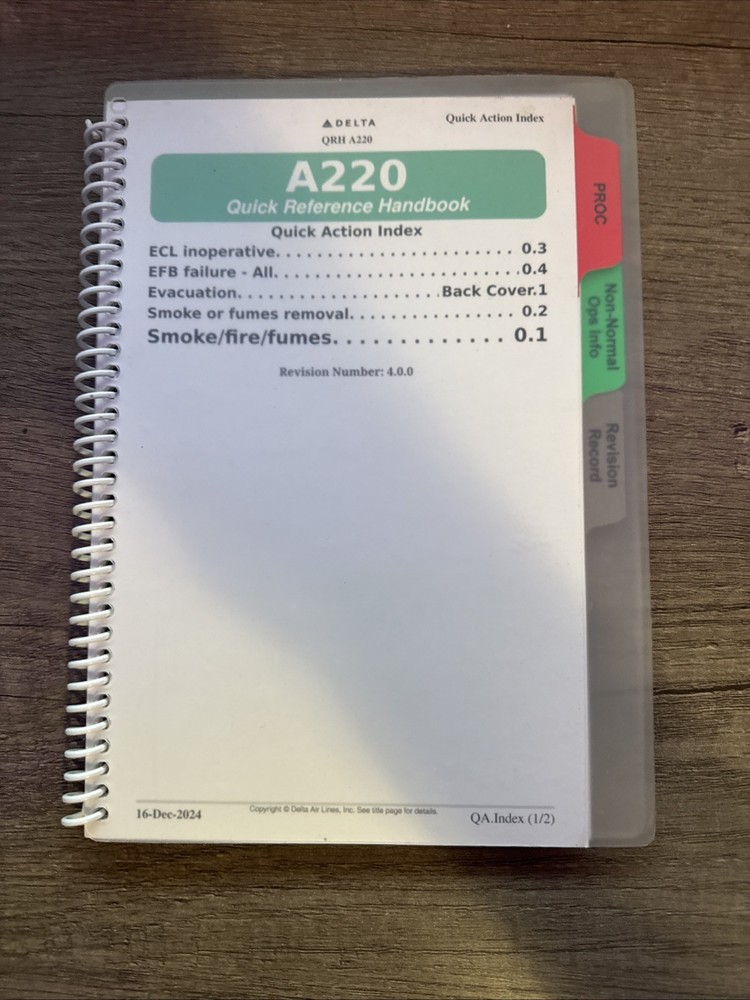 DELTA
Quick Action Index
QRH A220
A220
Quick Reference Handbook
Quick Action Index
ECL inoperative. . . . . . . . . . . . . . . . . . . . . . . . 0.3
EFB failure - All. . . . . . . . . . . . . . . . . . . . . . . . .0.4
Evacuation. . . . . . . . . . . . . . . . . . . .Back Cover.1
Smoke or fumes removal. . . . . . . . . . . . . . . . . 0.2
Smoke/fire/fumes. . . . . . . . . . . . . 0.1
Revision Number: 4.0.0
PROC
Non-Normal
Ops Info
Revision
Record
16-Dec-2024
Copyright © Delta Air Lines, Inc. See title page for details.
QA.Index (1/2)